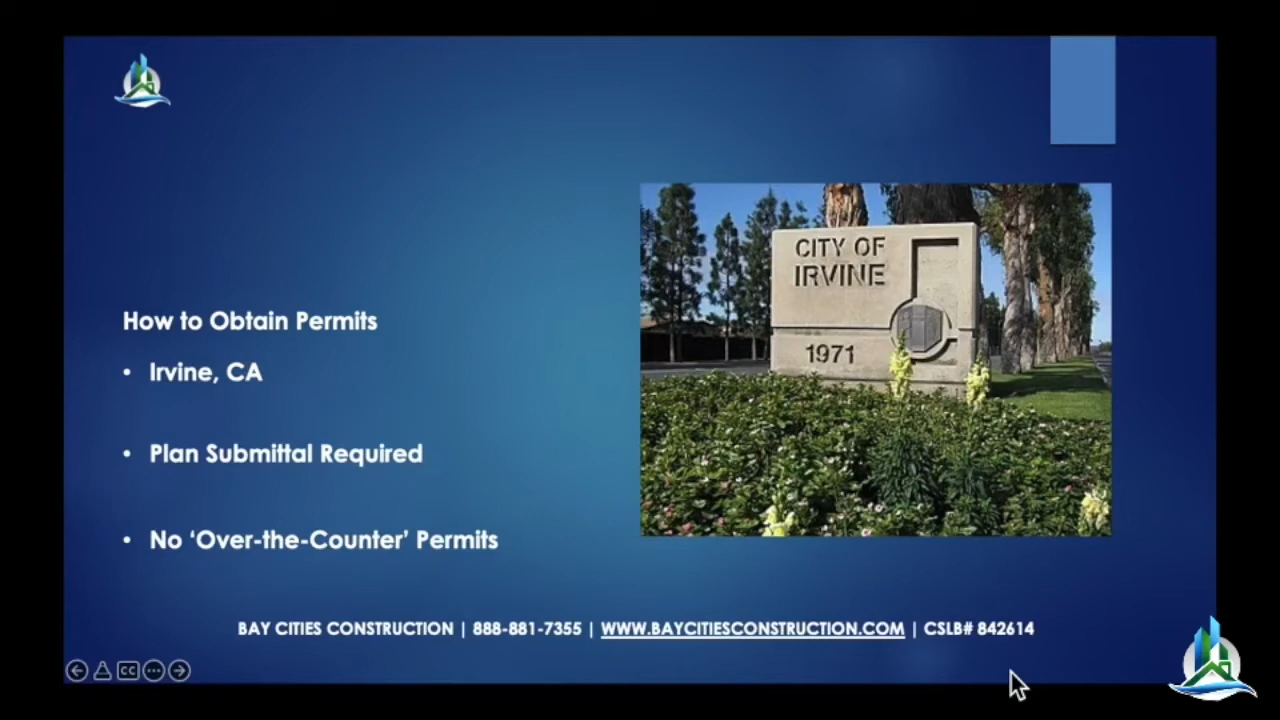 CITY OF
IRVINE
1971
How to Obtain Permits
• Irvine, CA
• Plan Submittal Required
• No ‘Over-the-Counter’ Permits
BAY CITIES CONSTRUCTION | 888-881-7355 | WWW.BAYCITIESCONSTRUCTION.COM | CSLB# 842614
CC